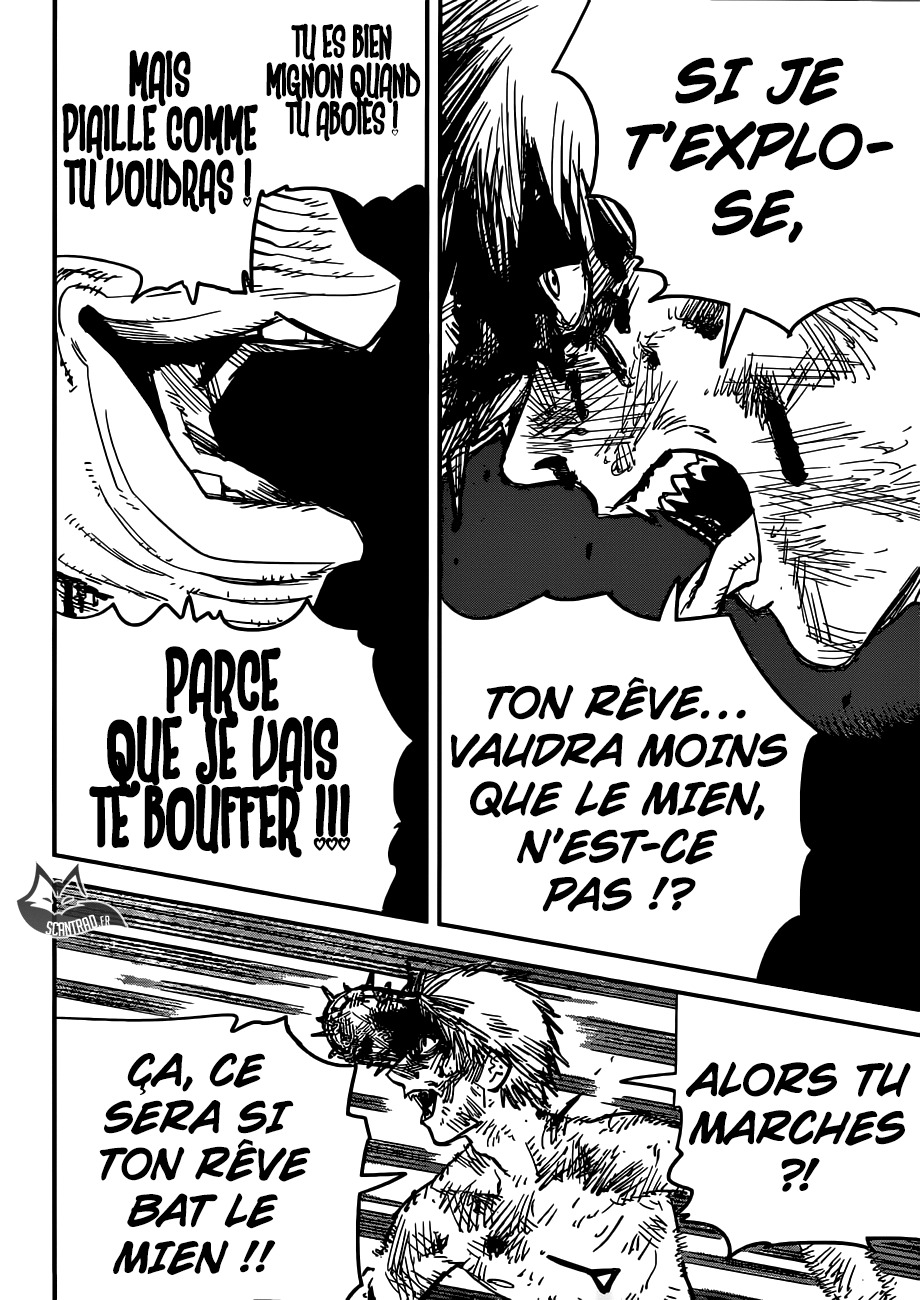 SI JE
T'EXPLO-
SE,
TON RÊVE...
VAUDRA MOINS
QUE LE MIEN,
N'EST-CE
PAS !?
TU ES BIEN
MIGNON QUAND
TU ABOIES ! ♡
MAIS
PIAILLE COMME
TU VOUDRAS ! ♡
PARCE
QUE JE VAIS
TE BOUFFER !!! ♡♡♡
ALORS TU
MARCHES
?!
ÇA, CE
SERA SI
TON RÊVE
BAT LE
MIEN !!
SCANTRAD.FR